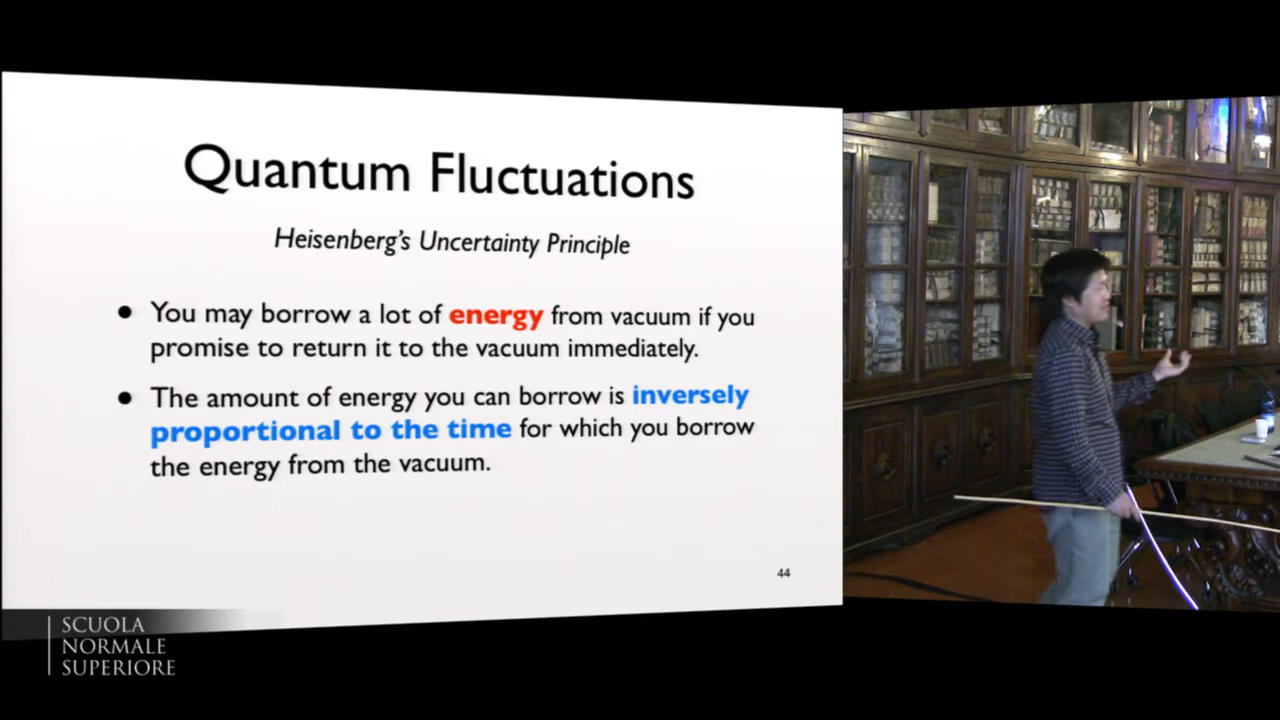 Quantum Fluctuations
Heisenberg's Uncertainty Principle
• You may borrow a lot of energy from vacuum if you
promise to return it to the vacuum immediately.
• The amount of energy you can borrow is inversely
proportional to the time for which you borrow
the energy from the vacuum.
44
SCUOLA
NORMALE
SUPERIORE